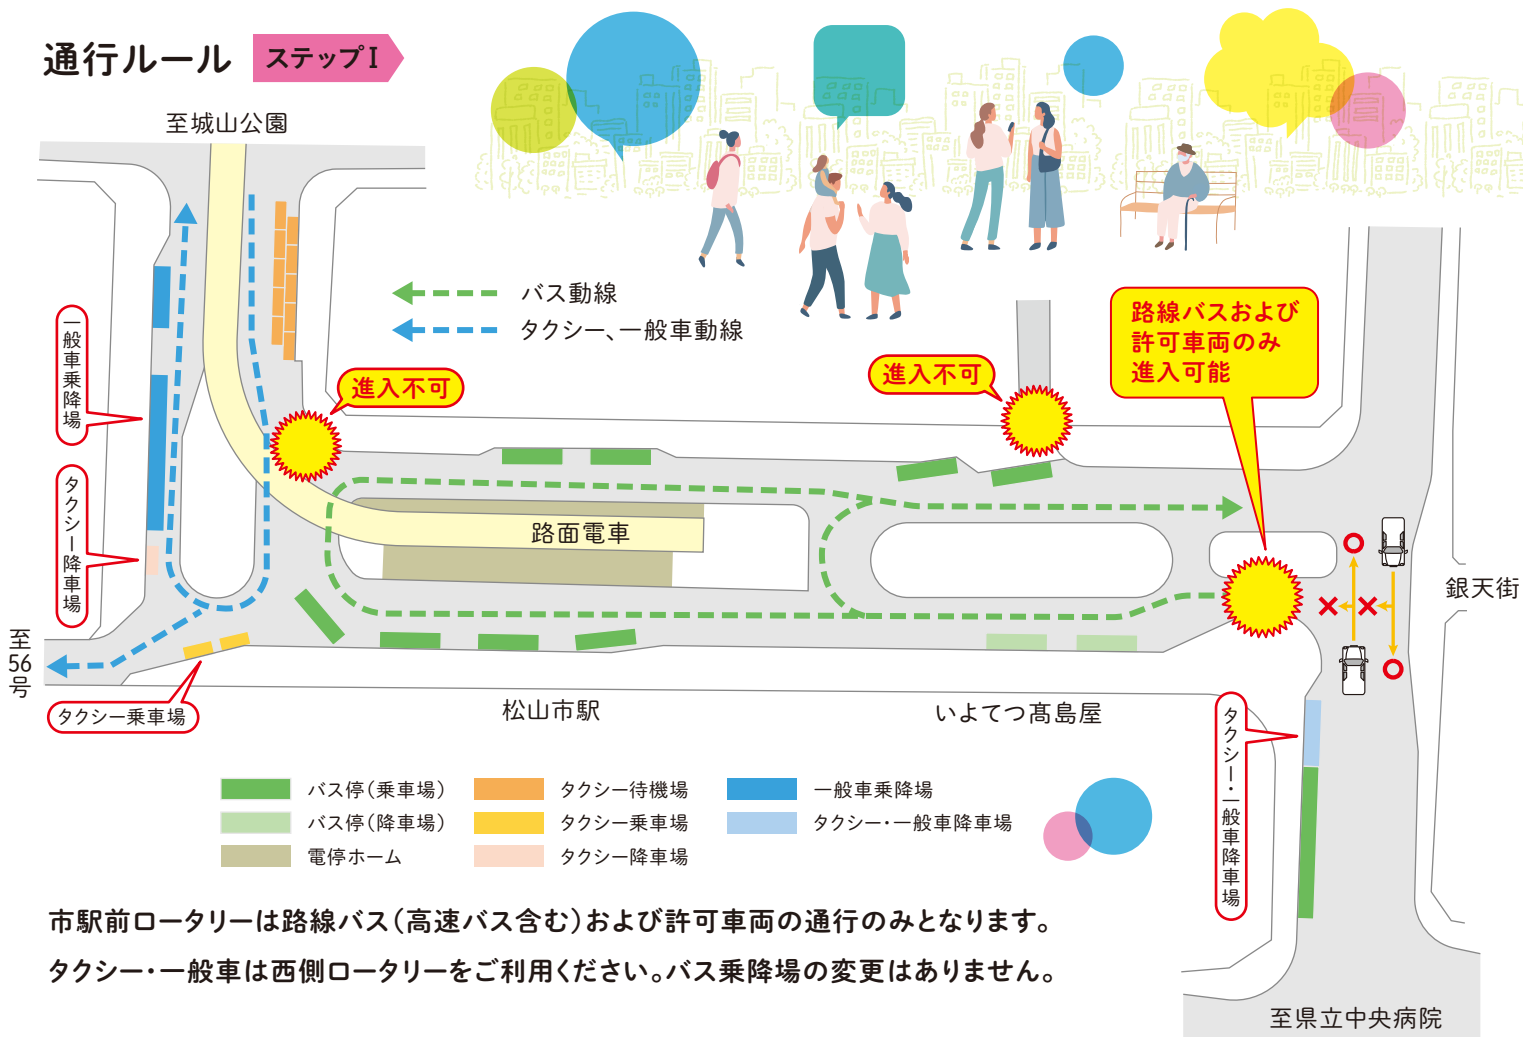 通行ルール
ステップⅠ
至城山公園
バス動線
タクシー、一般車動線
路線バスおよび
許可車両のみ
進入可能
進入不可
進入不可
一般車乗降場
タクシー降車場
路面電車
銀天街
至56号
タクシー乗車場
松山市駅
いよてつ髙島屋
タクシー・一般車降車場
バス停(乗車場)
タクシー待機場
一般車乗降場
バス停(降車場)
タクシー乗車場
タクシー・一般車降車場
電停ホーム
タクシー降車場
市駅前ロータリーは路線バス(高速バス含む)および許可車両の通行のみとなります。
タクシー・一般車は西側ロータリーをご利用ください。バス乗降場の変更はありません。
至県立中央病院